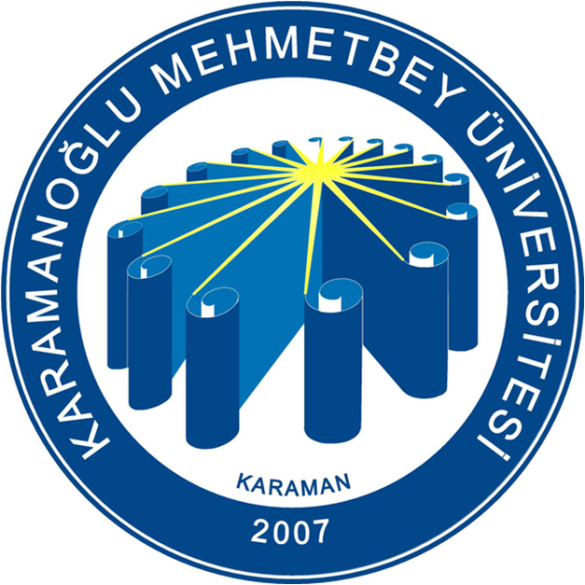 KARAMANOĞLU MEHMETBEY ÜNİVERSİTESİ
KARAMAN
2007